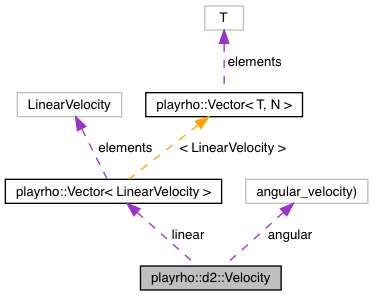 T
elements
LinearVelocity
playrho::Vector< T, N >
elements
< LinearVelocity >
playrho::Vector< LinearVelocity >
angular_velocity)
linear
angular
playrho::d2::Velocity